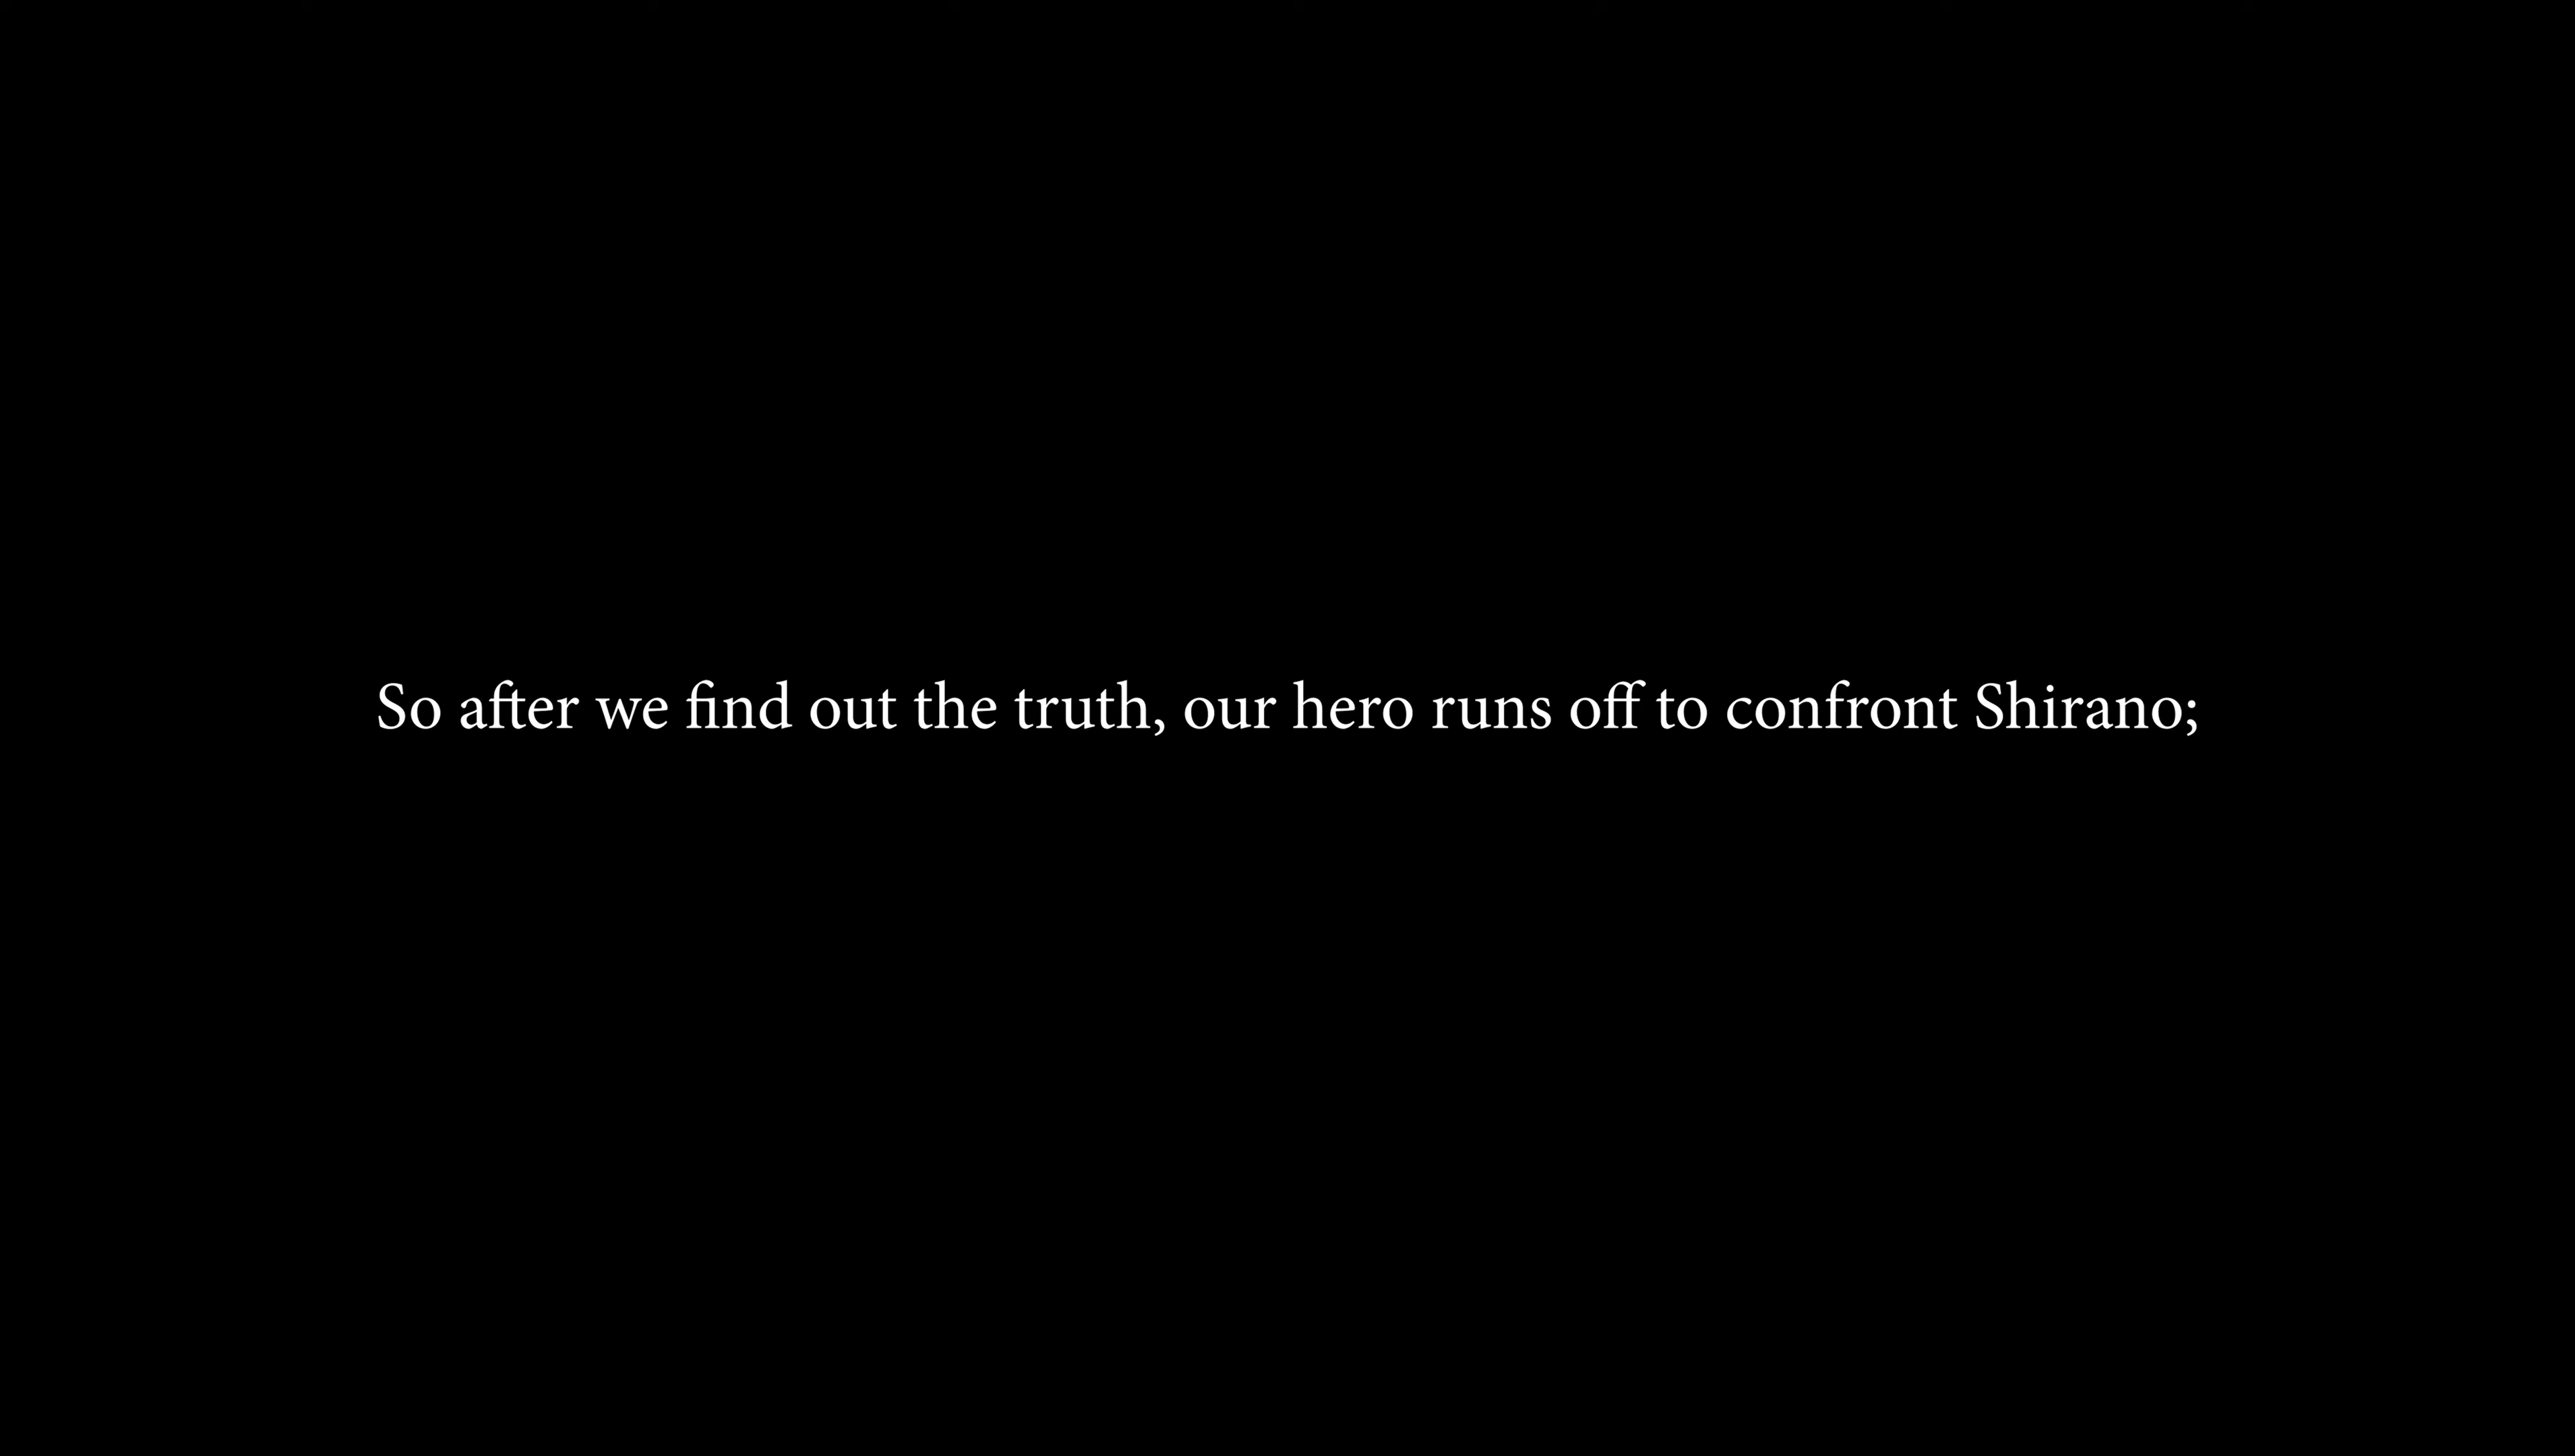 So after we find out the truth, our hero runs off to confront Shirano;